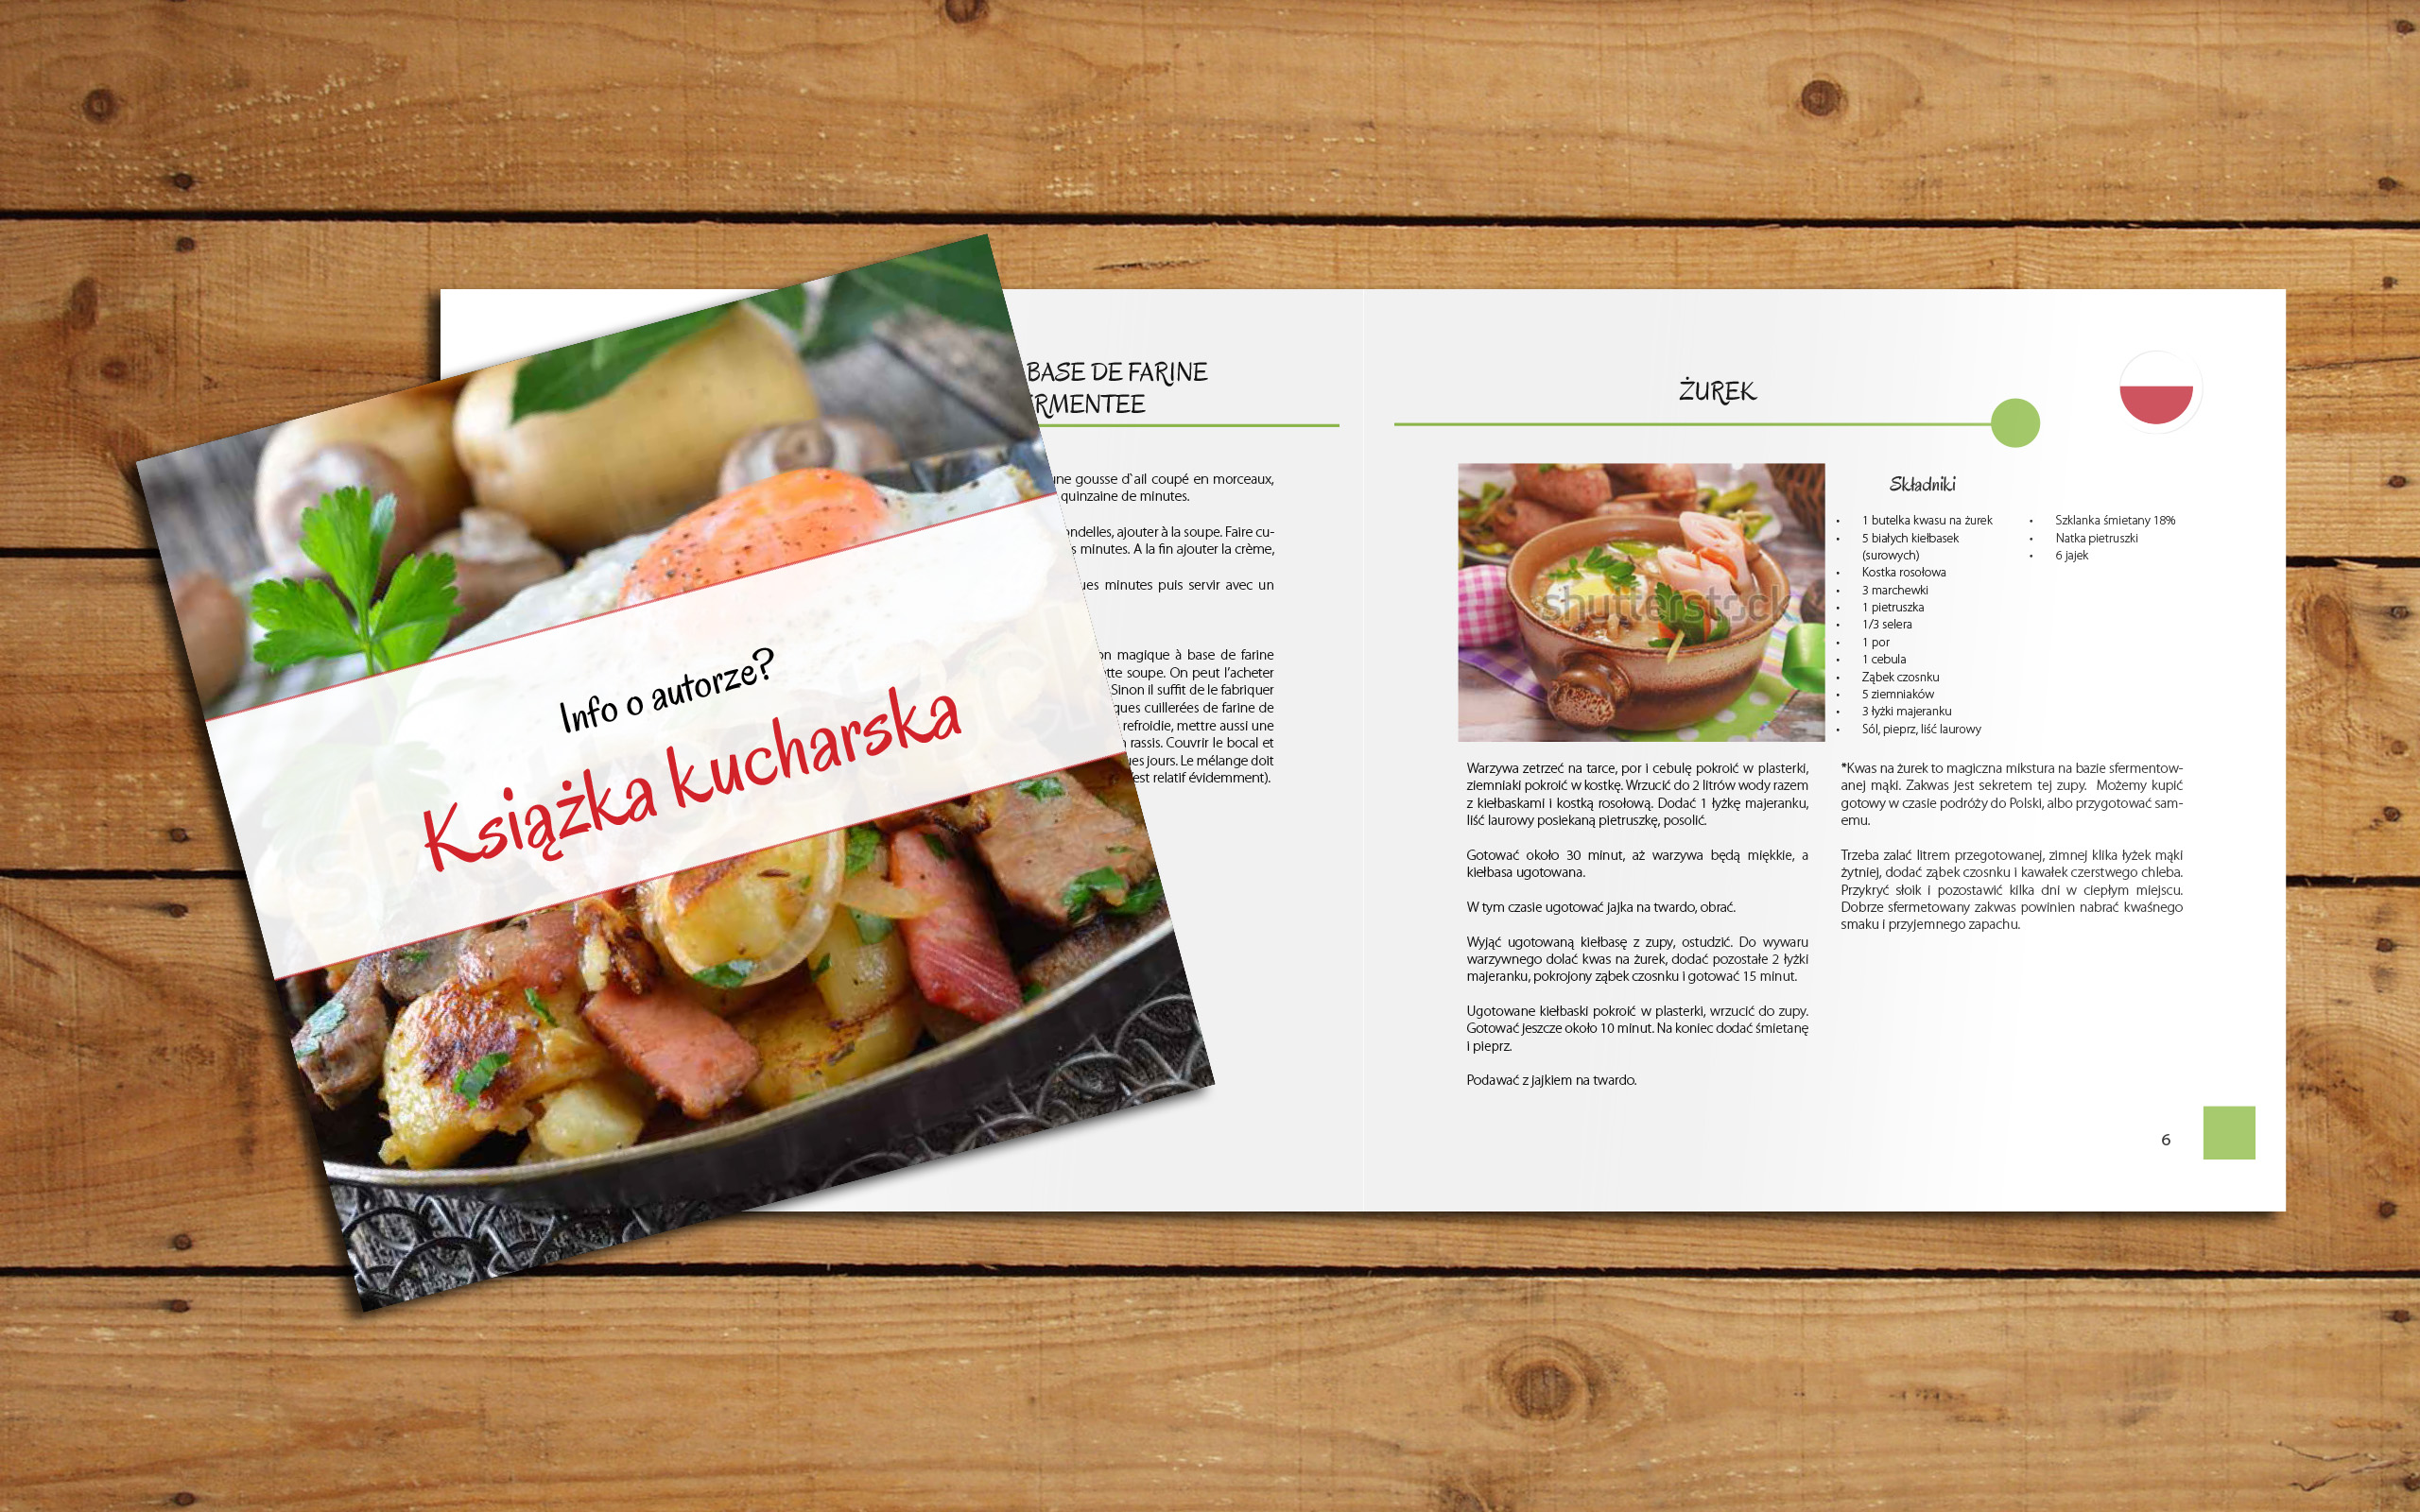 Info o autorze?
Książka kucharska
BASE DE FARINE
gousse d`ail coupé en morceaux,
quinzaine de minutes.
ajouter à la soupe. Faire cu-
minutes. A la fin ajouter la crème,
minutes puis servir avec un
magique à base de farine
soupe. On peut l'acheter
Sinon il suffit de le fabriquer
cuillerées de farine de
refroidie, mettre aussi une
rassis. Couvrir le bocal et
jours. Le mélange doit
est relatif évidemment).
ŻUREK
shutterstock
Składniki
• 1 butelka kwasu na żurek
• 5 białych kiełbasek
(surowych)
• Kostka rosołowa
• 3 marchewki
• 1 pietruszka
• 1/3 selera
• 1 por
• 1 cebula
• Ząbek czosnku
• 5 ziemniaków
• 3 łyżki majeranku
• Sól, pieprz, liść laurowy
• Szklanka śmietany 18%
• Natka pietruszki
• 6 jajek
Warzywa zetrzeć na tarce, por i cebulę pokroić w plasterki,
ziemniaki pokroić w kostkę. Wrzucić do 2 litrów wody razem
z kiełbaskami i kostką rosołową. Dodać 1 łyżkę majeranku,
liść laurowy posiekaną pietruszkę, posolić.
Gotować około 30 minut, aż warzywa będą miękkie, a
kiełbasa ugotowana.
W tym czasie ugotować jajka na twardo, obrać.
Wyjąć ugotowaną kiełbasę z zupy, ostudzić. Do wywaru
warzywnego dolać kwas na żurek, dodać pozostałe 2 łyżki
majeranku, pokrojony ząbek czosnku i gotować 15 minut.
Ugotowane kiełbaski pokroić w plasterki, wrzucić do zupy.
Gotować jeszcze około 10 minut. Na koniec dodać śmietanę
i pieprz.
Podawać z jajkiem na twardo.
*Kwas na żurek to magiczna mikstura na bazie sfermentow-
anej mąki. Zakwas jest sekretem tej zupy. Możemy kupić
gotowy w czasie podróży do Polski, albo przygotować sam-
emu.
Trzeba zalać litrem przegotowanej, zimnej klika łyżek mąki
żytniej, dodać ząbek czosnku i kawałek czerstwego chleba.
Przykryć słoik i pozostawić kilka dni w ciepłym miejscu.
Dobrze sfermetowany zakwas powinien nabrać kwaśnego
smaku i przyjemnego zapachu.
6